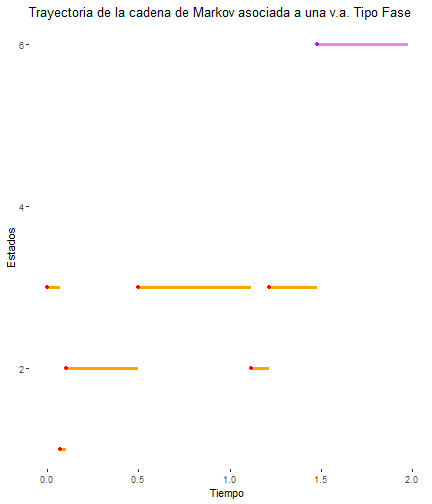 Trayectoria de la cadena de Markov asociada a una v.a. Tipo Fase
6
4
2
Estados
0.0 0.5 1.0 1.5 2.0
Tiempo